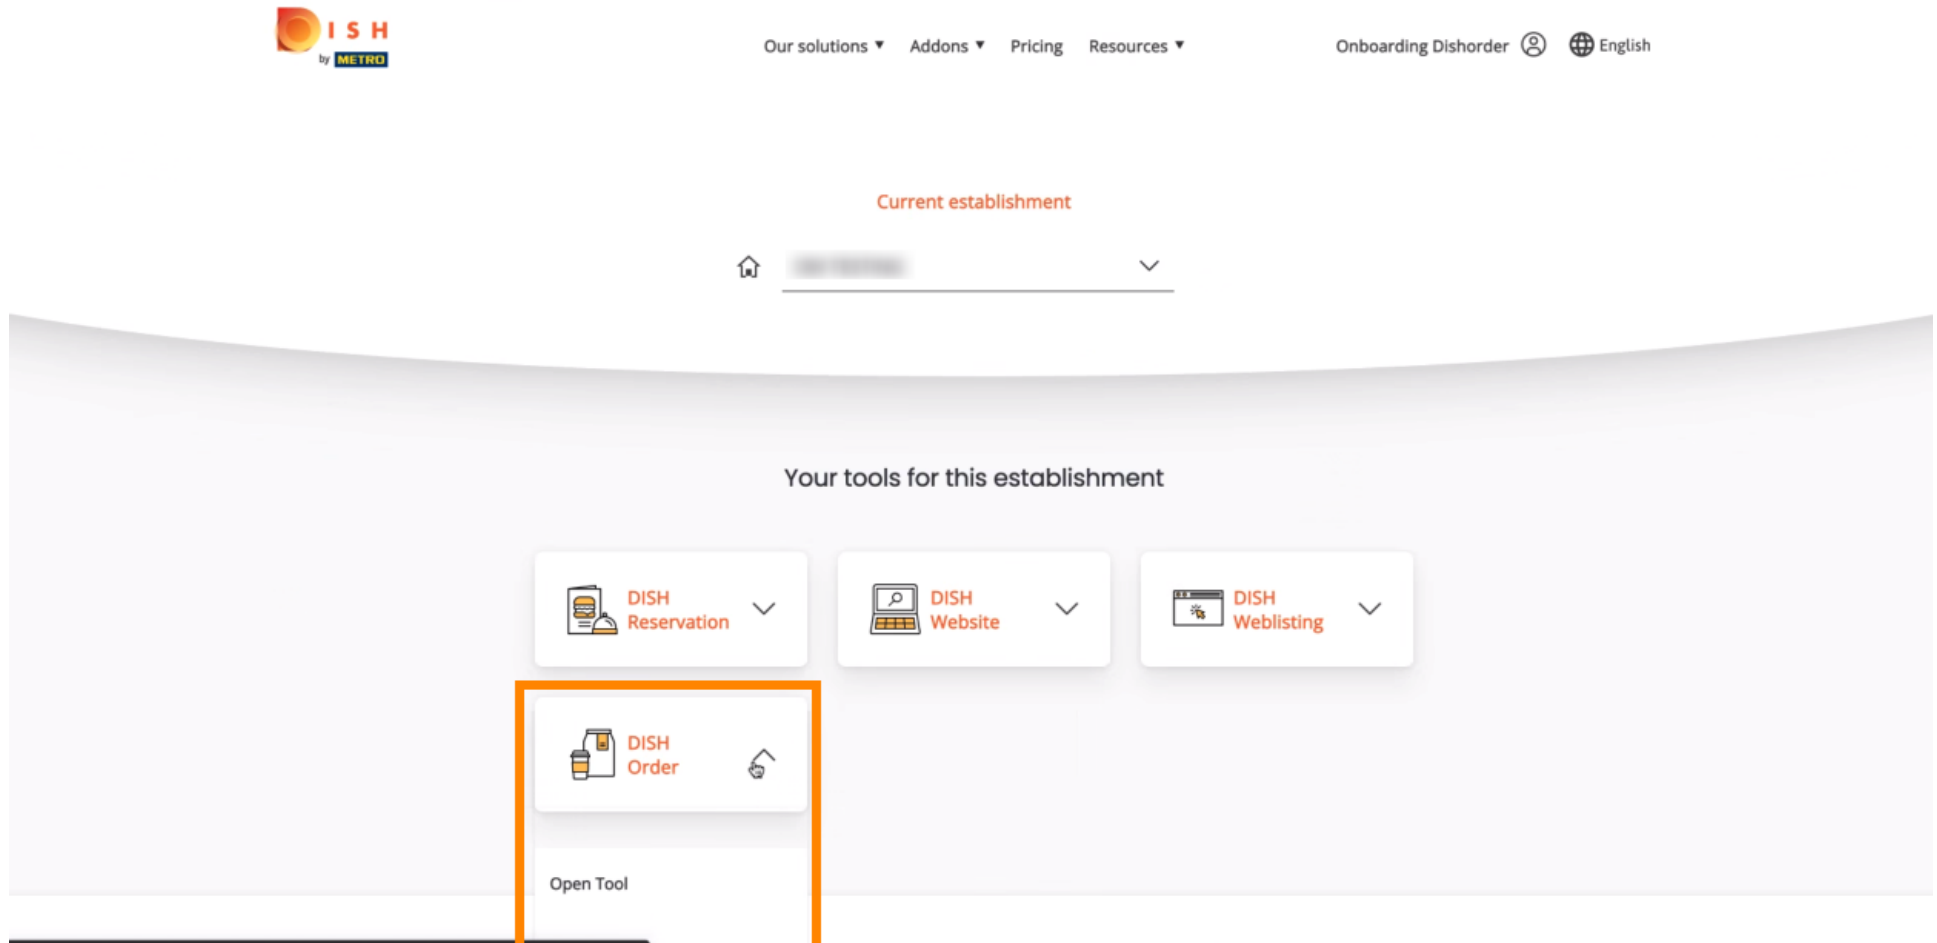 ISH
by METRO
Our solutions ▼ Addons ▼ Pricing Resources ▼ Onboarding Dishorder English
Current establishment
Your tools for this establishment
DISH
Reservation
DISH
Website
DISH
Weblisting
DISH
Order
Open Tool